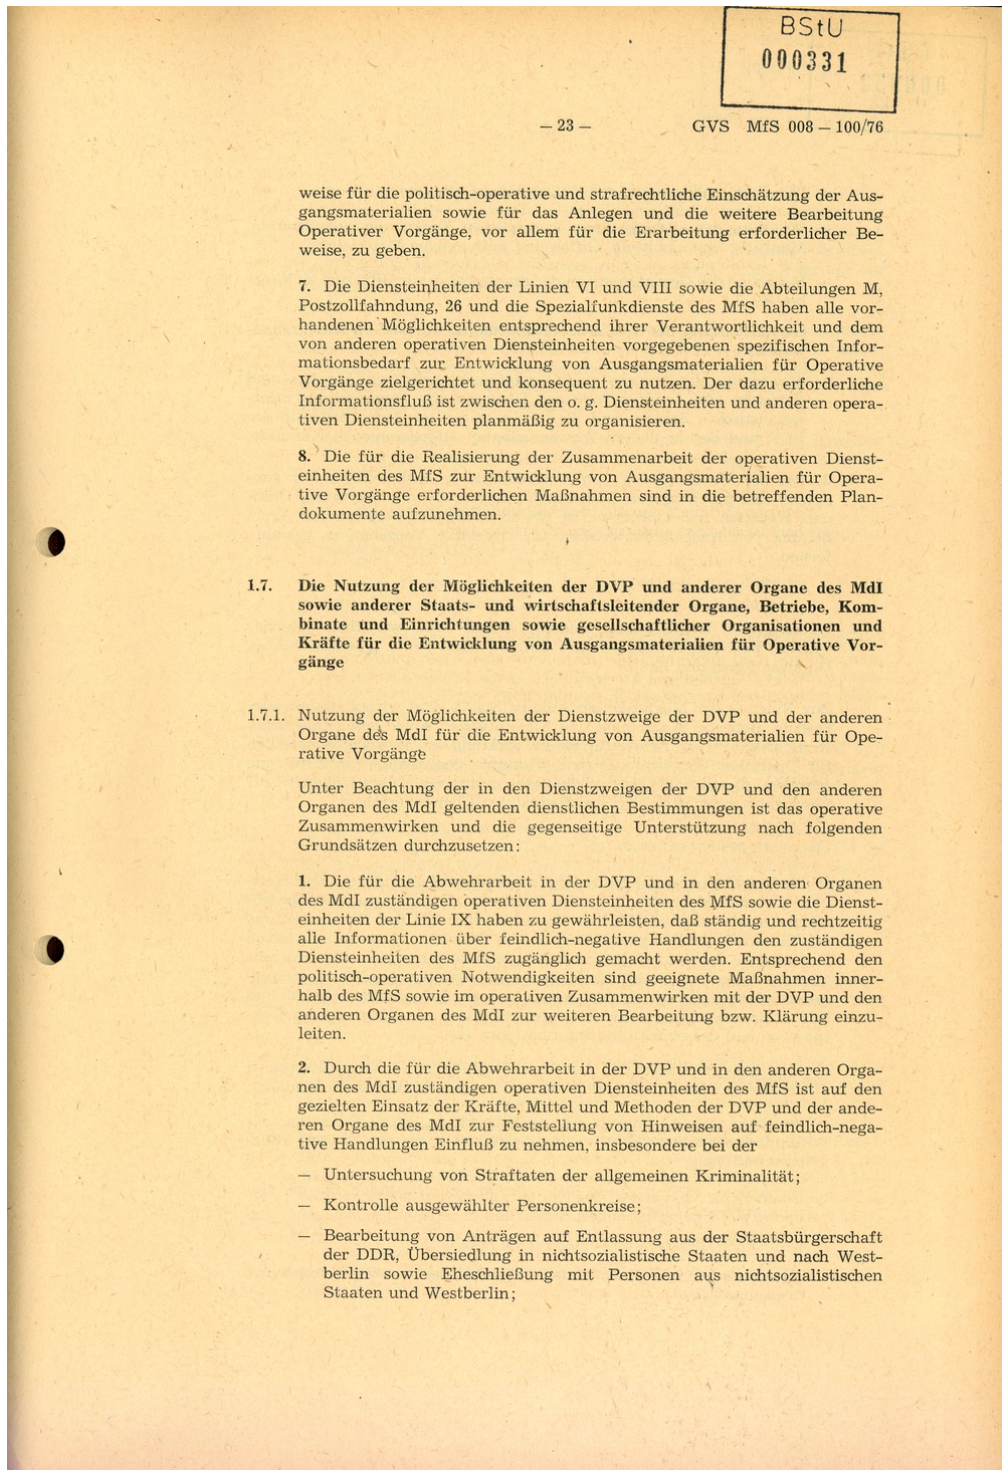 BStU
000331
— 23 —
GVS MfS 008 — 100/76
weise für die politisch-operative und strafrechtliche Einschätzung der Aus-
gangsmaterialien sowie für das Anlegen und die weitere Bearbeitung
Operativer Vorgänge, vor allem für die Erarbeitung erforderlicher Be-
weise, zu geben.
7. Die Diensteinheiten der Linien VI und VIII sowie die Abteilungen M,
Postzollfahndung, 26 und die Spezialfunkdienste des MfS haben alle vor-
handenen Möglichkeiten entsprechend ihrer Verantwortlichkeit und dem
von anderen operativen Diensteinheiten vorgegebenen spezifischen Infor-
mationsbedarf zur Entwicklung von Ausgangsmaterialien für Operative
Vorgänge zielgerichtet und konsequent zu nutzen. Der dazu erforderliche
Informationsfluß ist zwischen den o. g. Diensteinheiten und anderen opera-
tiven Diensteinheiten planmäßig zu organisieren.
8. Die für die Realisierung der Zusammenarbeit der operativen Dienst-
einheiten des MfS zur Entwicklung von Ausgangsmaterialien für Opera-
tive Vorgänge erforderlichen Maßnahmen sind in die betreffenden Plan-
dokumente aufzunehmen.
1.7. Die Nutzung der Möglichkeiten der DVP und anderer Organe des MdI
sowie anderer Staats- und wirtschaftsleitender Organe, Betriebe, Kom-
binate und Einrichtungen sowie gesellschaftlicher Organisationen und
Kräfte für die Entwicklung von Ausgangsmaterialien für Operative Vor-
gänge
1.7.1. Nutzung der Möglichkeiten der Dienstzweige der DVP und der anderen
Organe des MdI für die Entwicklung von Ausgangsmaterialien für Ope-
rative Vorgänge
Unter Beachtung der in den Dienstzweigen der DVP und den anderen
Organen des MdI geltenden dienstlichen Bestimmungen ist das operative
Zusammenwirken und die gegenseitige Unterstützung nach folgenden
Grundsätzen durchzusetzen:
1. Die für die Abwehrarbeit in der DVP und in den anderen Organen
des MdI zuständigen operativen Diensteinheiten des MfS sowie die Dienst-
einheiten der Linie IX haben zu gewährleisten, daß ständig und rechtzeitig
alle Informationen über feindlich-negative Handlungen den zuständigen
Diensteinheiten des MfS zugänglich gemacht werden. Entsprechend den
politisch-operativen Notwendigkeiten sind geeignete Maßnahmen inner-
halb des MfS sowie im operativen Zusammenwirken mit der DVP und den
anderen Organen des MdI zur weiteren Bearbeitung bzw. Klärung einzu-
leiten.
2. Durch die für die Abwehrarbeit in der DVP und in den anderen Orga-
nen des MdI zuständigen operativen Diensteinheiten des MfS ist auf den
gezielten Einsatz der Kräfte, Mittel und Methoden der DVP und der ande-
ren Organe des MdI zur Feststellung von Hinweisen auf feindlich-nega-
tive Handlungen Einfluß zu nehmen, insbesondere bei der
— Untersuchung von Straftaten der allgemeinen Kriminalität;
— Kontrolle ausgewählter Personenkreise;
— Bearbeitung von Anträgen auf Entlassung aus der Staatsbürgerschaft
der DDR, Übersiedlung in nichtsozialistische Staaten und nach West-
berlin sowie Eheschließung mit Personen aus nichtsozialistischen
Staaten und Westberlin;